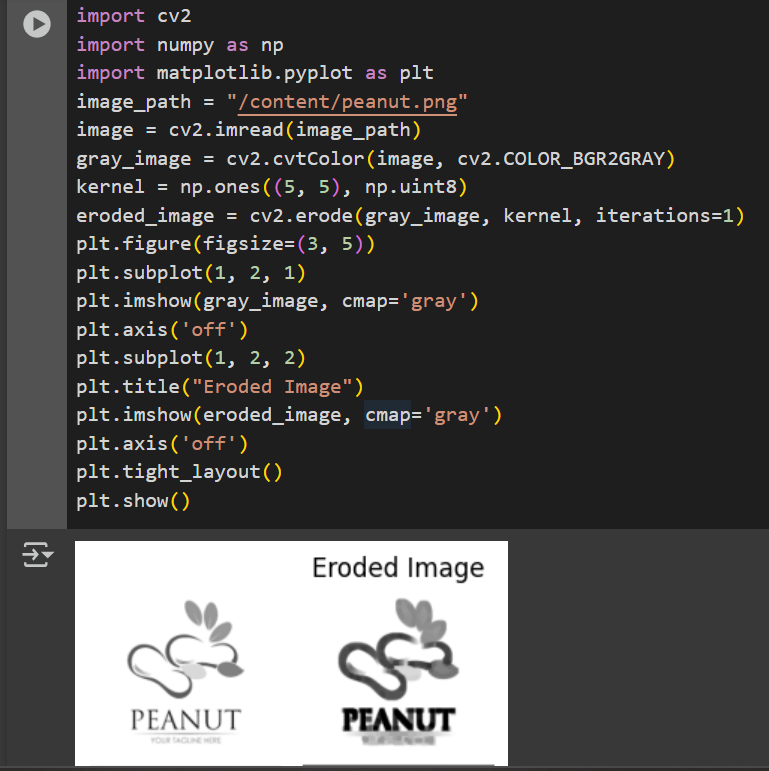 import cv2
import numpy as np
import matplotlib.pyplot as plt
image_path = "/content/peanut.png"
image = cv2.imread(image_path)
gray_image = cv2.cvtColor(image, cv2.COLOR_BGR2GRAY)
kernel = np.ones((5, 5), np.uint8)
eroded_image = cv2.erode(gray_image, kernel, iterations=1)
plt.figure(figsize=(3, 5))
plt.subplot(1, 2, 1)
plt.imshow(gray_image, cmap='gray')
plt.axis('off')
plt.subplot(1, 2, 2)
plt.title("Eroded Image")
plt.imshow(eroded_image, cmap='gray')
plt.axis('off')
plt.tight_layout()
plt.show()
Eroded Image
PEANUT
YOUR TAGLINE HERE
PEANUT